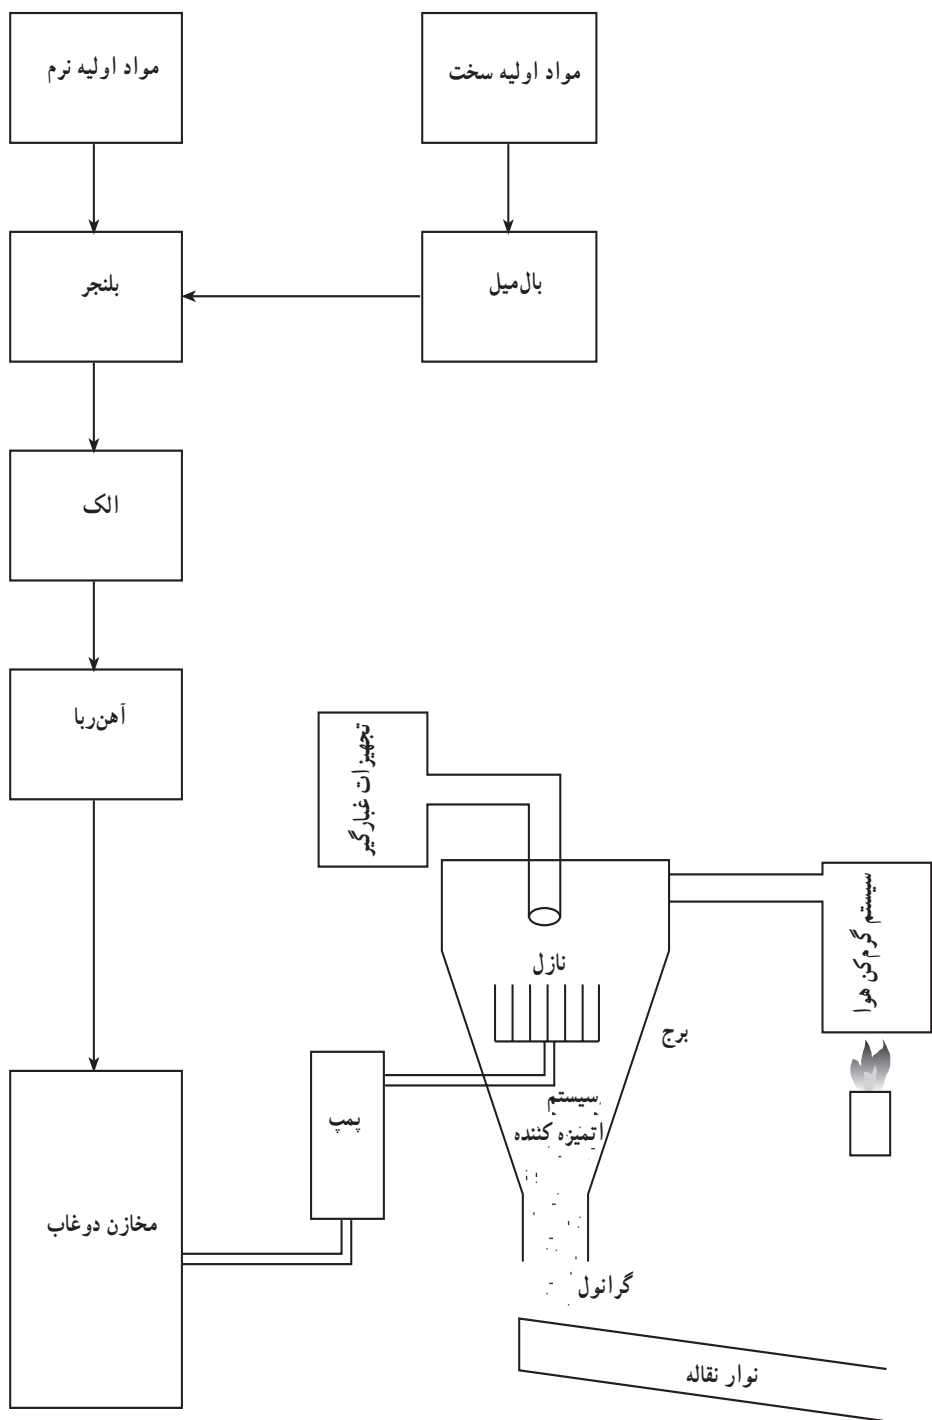 مواد اولیه سخت
مواد اولیه نرم
بال‌میل
بلنجر
الک
آهن‌ربا
تجهیزات غبارگیر
سیستم گرم‌کن هوا
نازل
برج
سیستم
اتمیزه کننده
پمپ
مخازن دوغاب
گرانول
نوار نقاله